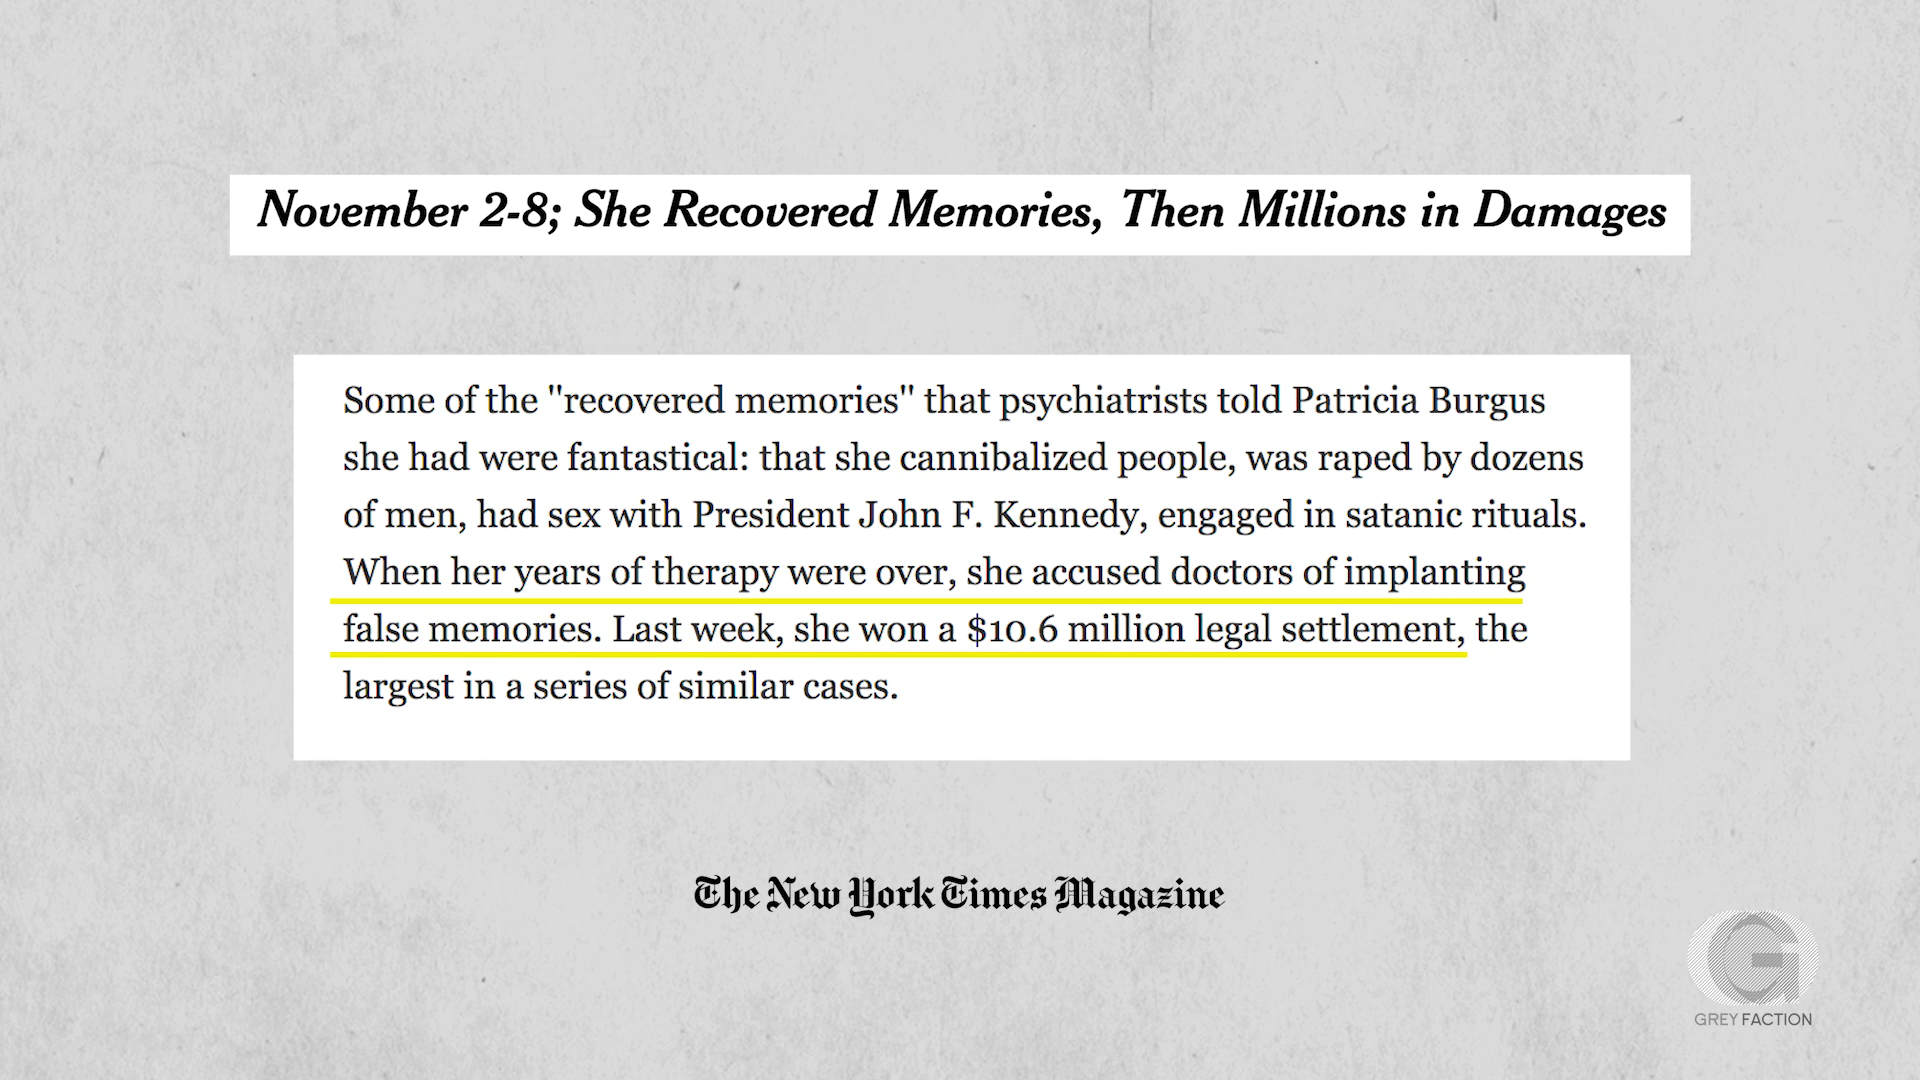 November 2-8; She Recovered Memories, Then Millions in Damages
Some of the "recovered memories" that psychiatrists told Patricia Burgus
she had were fantastical: that she cannibalized people, was raped by dozens
of men, had sex with President John F. Kennedy, engaged in satanic rituals.
When her years of therapy were over, she accused doctors of implanting
false memories. Last week, she won a $10.6 million legal settlement, the
largest in a series of similar cases.
The New York Times Magazine
G
GREY FACTION